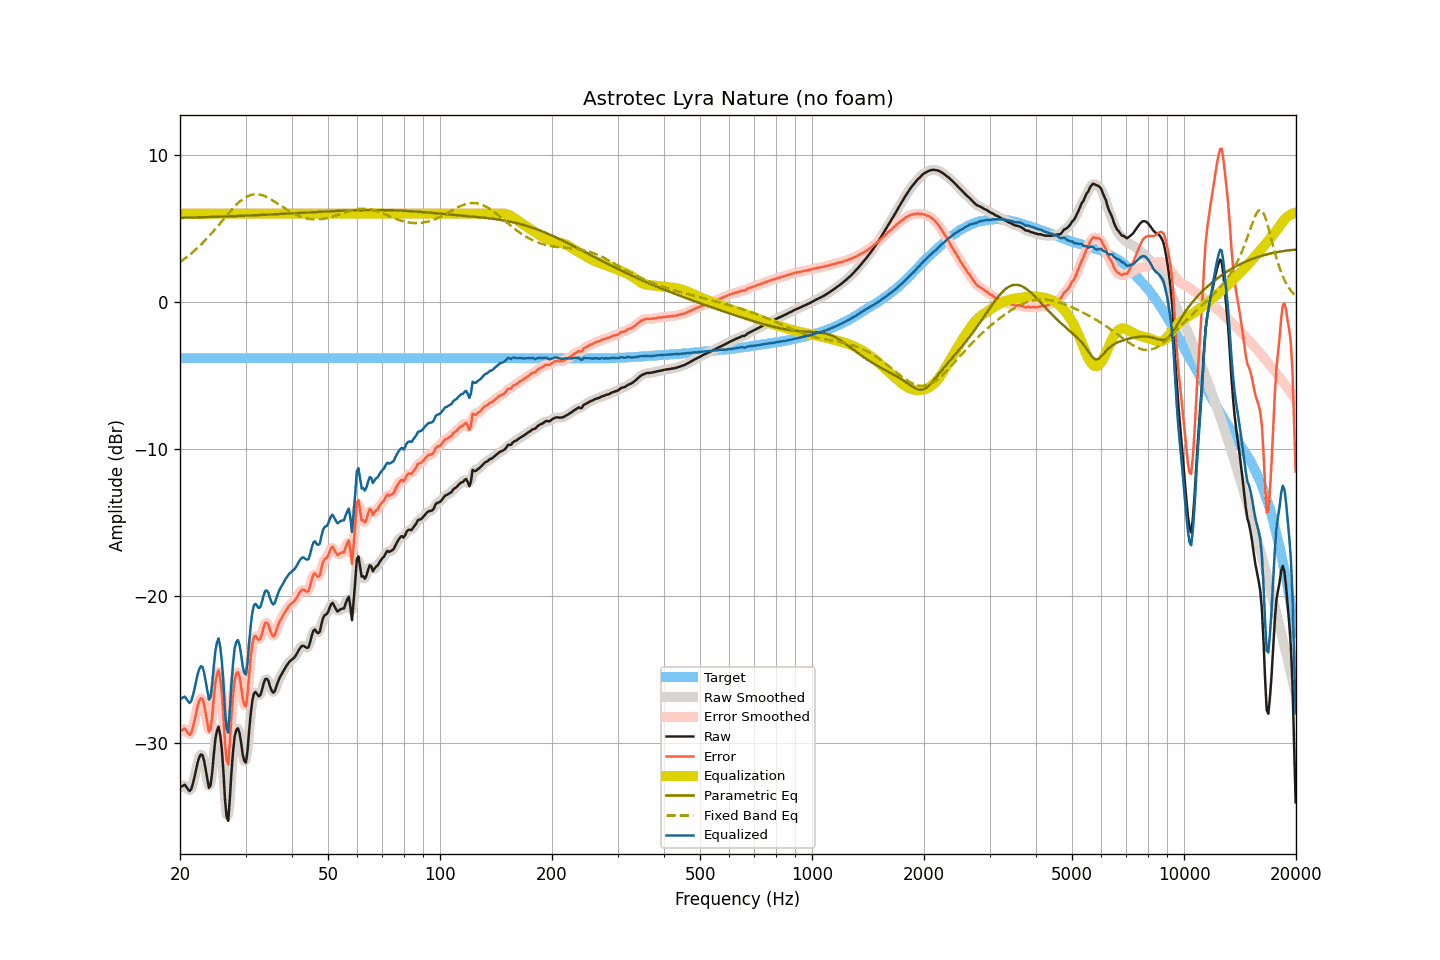 Astrotec Lyra Nature (no foam)
Amplitude (dBr)
10
0
−10
−20
−30
Target
Raw Smoothed
Error Smoothed
Raw
Error
Equalization
Parametric Eq
Fixed Band Eq
Equalized
20 50 100 200 500 1000 2000 5000 10000 20000
Frequency (Hz)